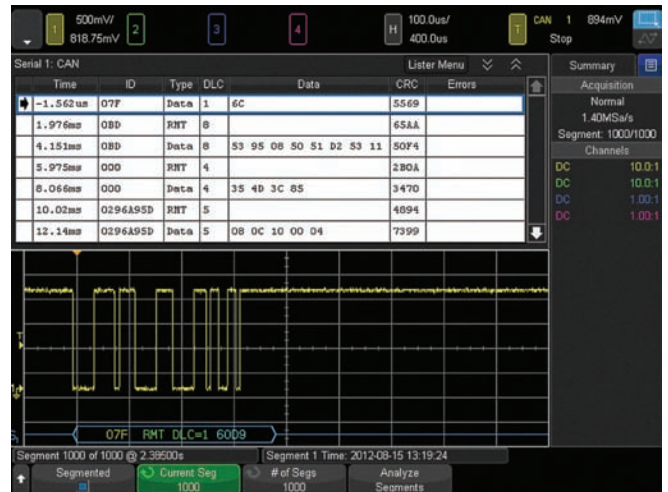 1 500mV/ 818.75mV 2 3 4 H 100.0us/ 400.0us T CAN 1 894mV Stop
Serial 1: CAN Lister Menu
Time ID Type DLC Data CRC Errors
-1.562us 07F Data 1 6C 5569
1.976ms 0BD RMT 8 65AA
4.151ms 0BD Data 8 53 95 08 50 51 D2 53 11 50F4
5.975ms 000 RMT 4 2B0A
8.066ms 000 Data 4 35 4D 3C 85 3470
10.02ms 0296A95D RMT 5 4894
12.14ms 0296A95D Data 5 08 0C 10 00 04 7399
Summary
Acquisition
Normal
1.40MSa/s
Segment: 1000/1000
Channels
DC 10.0:1
DC 10.0:1
DC 1.00:1
DC 1.00:1
T
S1 07F RMT DLC=1 60D9
Segment 1000 of 1000 @ 2.38500s Segment 1 Time: 2012-08-15 13:19:24
Segmented
Current Seg 1000
# of Segs 1000
Analyze Segments